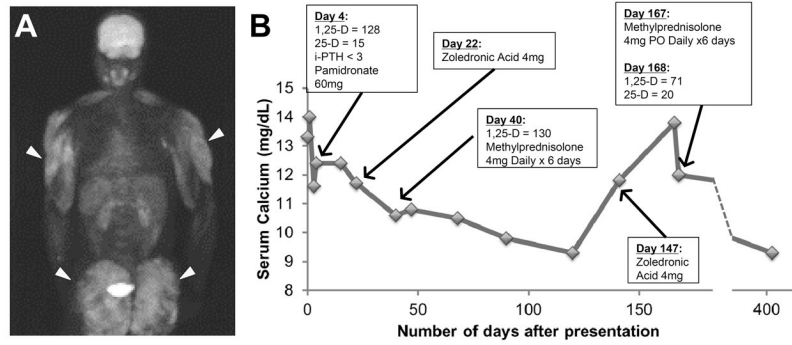 A
B
Day 4:
1,25-D = 128
25-D = 15
i-PTH < 3
Pamidronate
60mg
Day 22:
Zoledronic Acid 4mg
Day 40:
1,25-D = 130
Methylprednisolone
4mg Daily x 6 days
Day 167:
Methylprednisolone
4mg PO Daily x6 days
Day 168:
1,25-D = 71
25-D = 20
Day 147:
Zoledronic
Acid 4mg
Serum Calcium (mg/dL)
15
14
13
12
11
10
9
8
0
50
100
150
400
Number of days after presentation